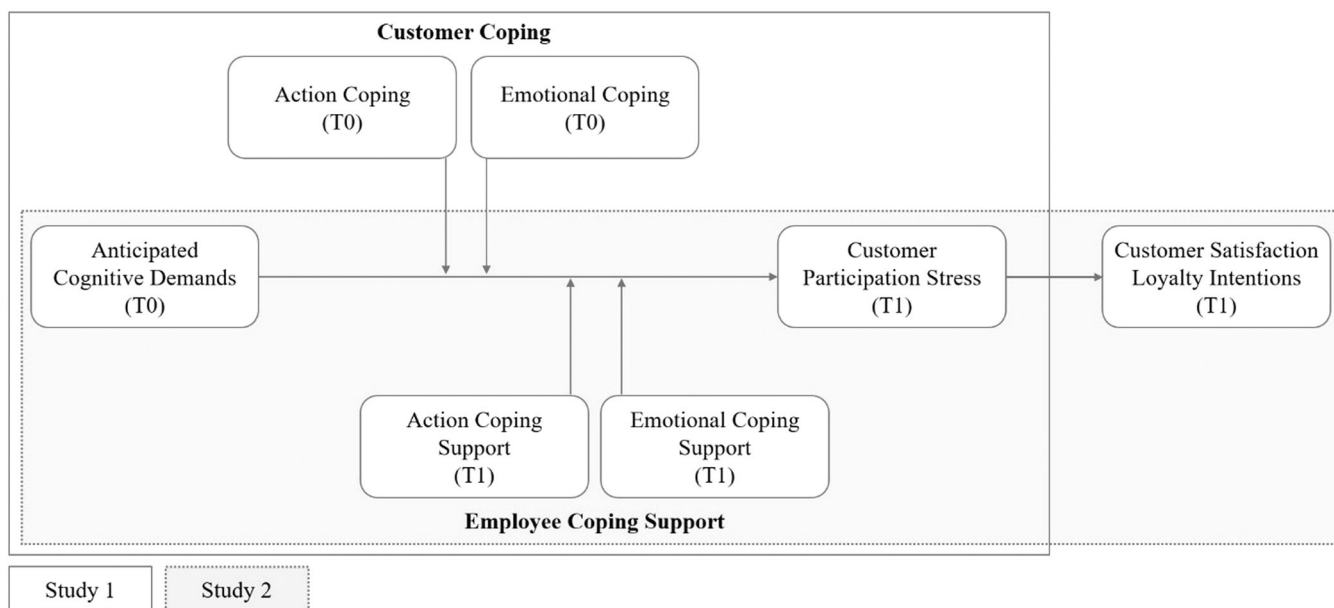 Customer Coping
Action Coping
(T0)
Emotional Coping
(T0)
Anticipated
Cognitive Demands
(T0)
Customer
Participation Stress
(T1)
Customer Satisfaction
Loyalty Intentions
(T1)
Action Coping
Support
(T1)
Emotional Coping
Support
(T1)
Employee Coping Support
Study 1
Study 2